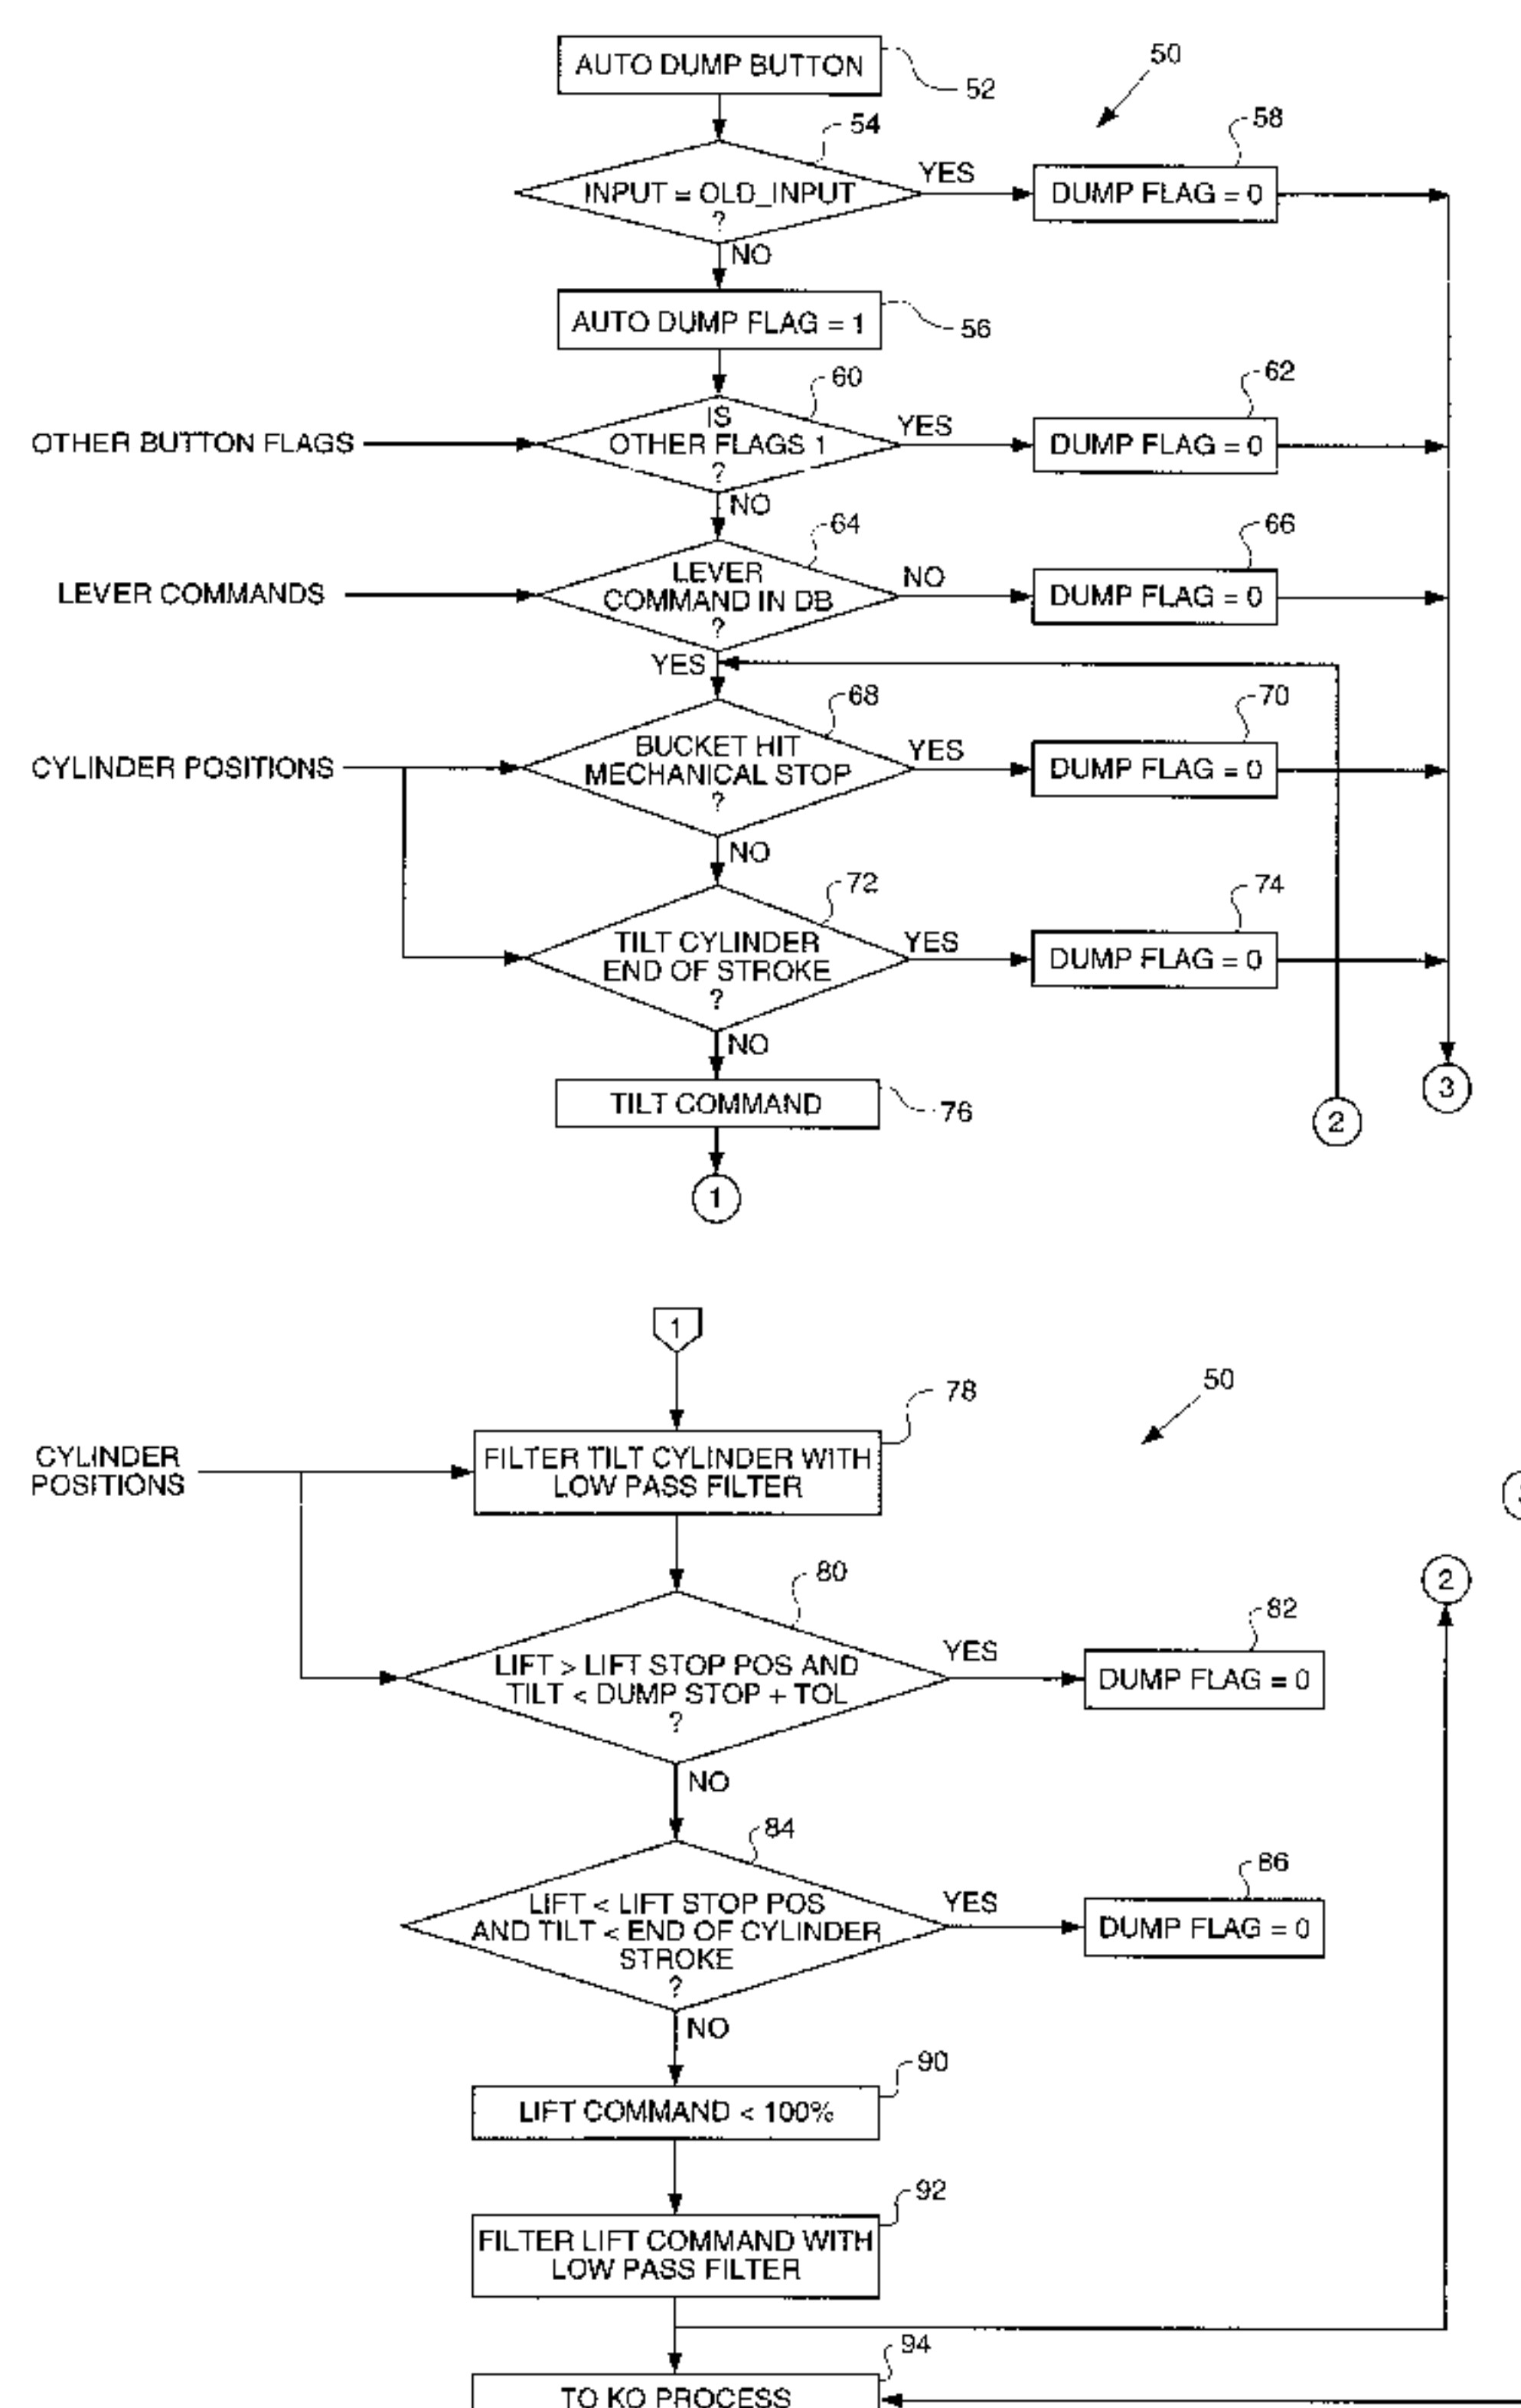 AUTO DUMP BUTTON
52
50
54
INPUT = OLD_INPUT
?
YES
58
DUMP FLAG = 0
NO
AUTO DUMP FLAG = 1
56
OTHER BUTTON FLAGS
60
IS
OTHER FLAGS 1
?
YES
62
DUMP FLAG = 0
NO
LEVER COMMANDS
64
LEVER
COMMAND IN DB
?
NO
66
DUMP FLAG = 0
YES
CYLINDER POSITIONS
68
BUCKET HIT
MECHANICAL STOP
?
YES
70
DUMP FLAG = 0
NO
72
TILT CYLINDER
END OF STROKE
?
YES
74
DUMP FLAG = 0
NO
TILT COMMAND
76
1
2
3
1
50
CYLINDER
POSITIONS
78
FILTER TILT CYLINDER WITH
LOW PASS FILTER
2
80
LIFT > LIFT STOP POS AND
TILT < DUMP STOP + TOL
?
YES
82
DUMP FLAG = 0
NO
84
LIFT < LIFT STOP POS
AND TILT < END OF CYLINDER
STROKE
?
YES
86
DUMP FLAG = 0
NO
90
LIFT COMMAND < 100%
92
FILTER LIFT COMMAND WITH
LOW PASS FILTER
94
TO KO PROCESS